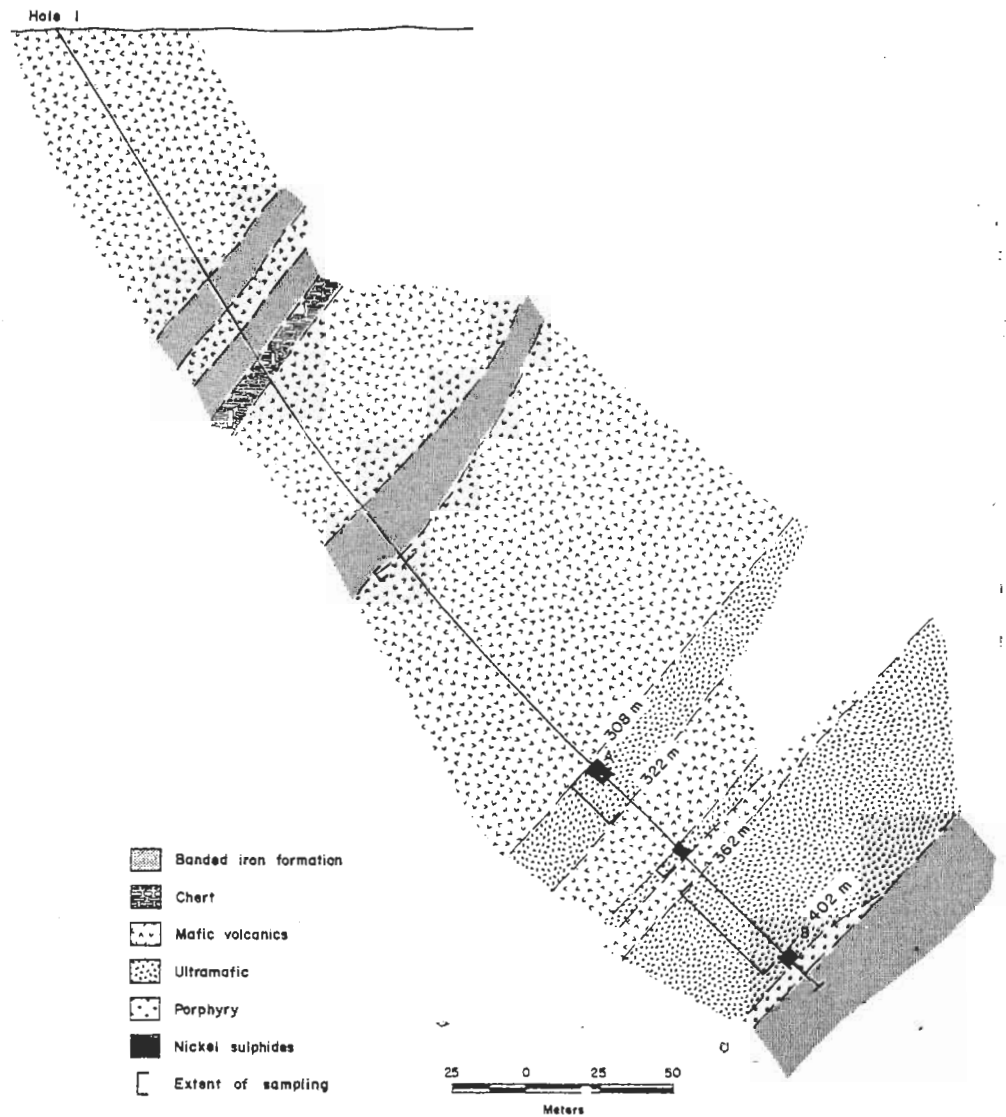 Hole 1
308 m
A
322 m
362 m
402 m
B
Banded iron formation
Chert
Mafic volcanics
Ultramafic
Porphyry
Nickel sulphides
Extent of sampling
25 0 25 50
Meters